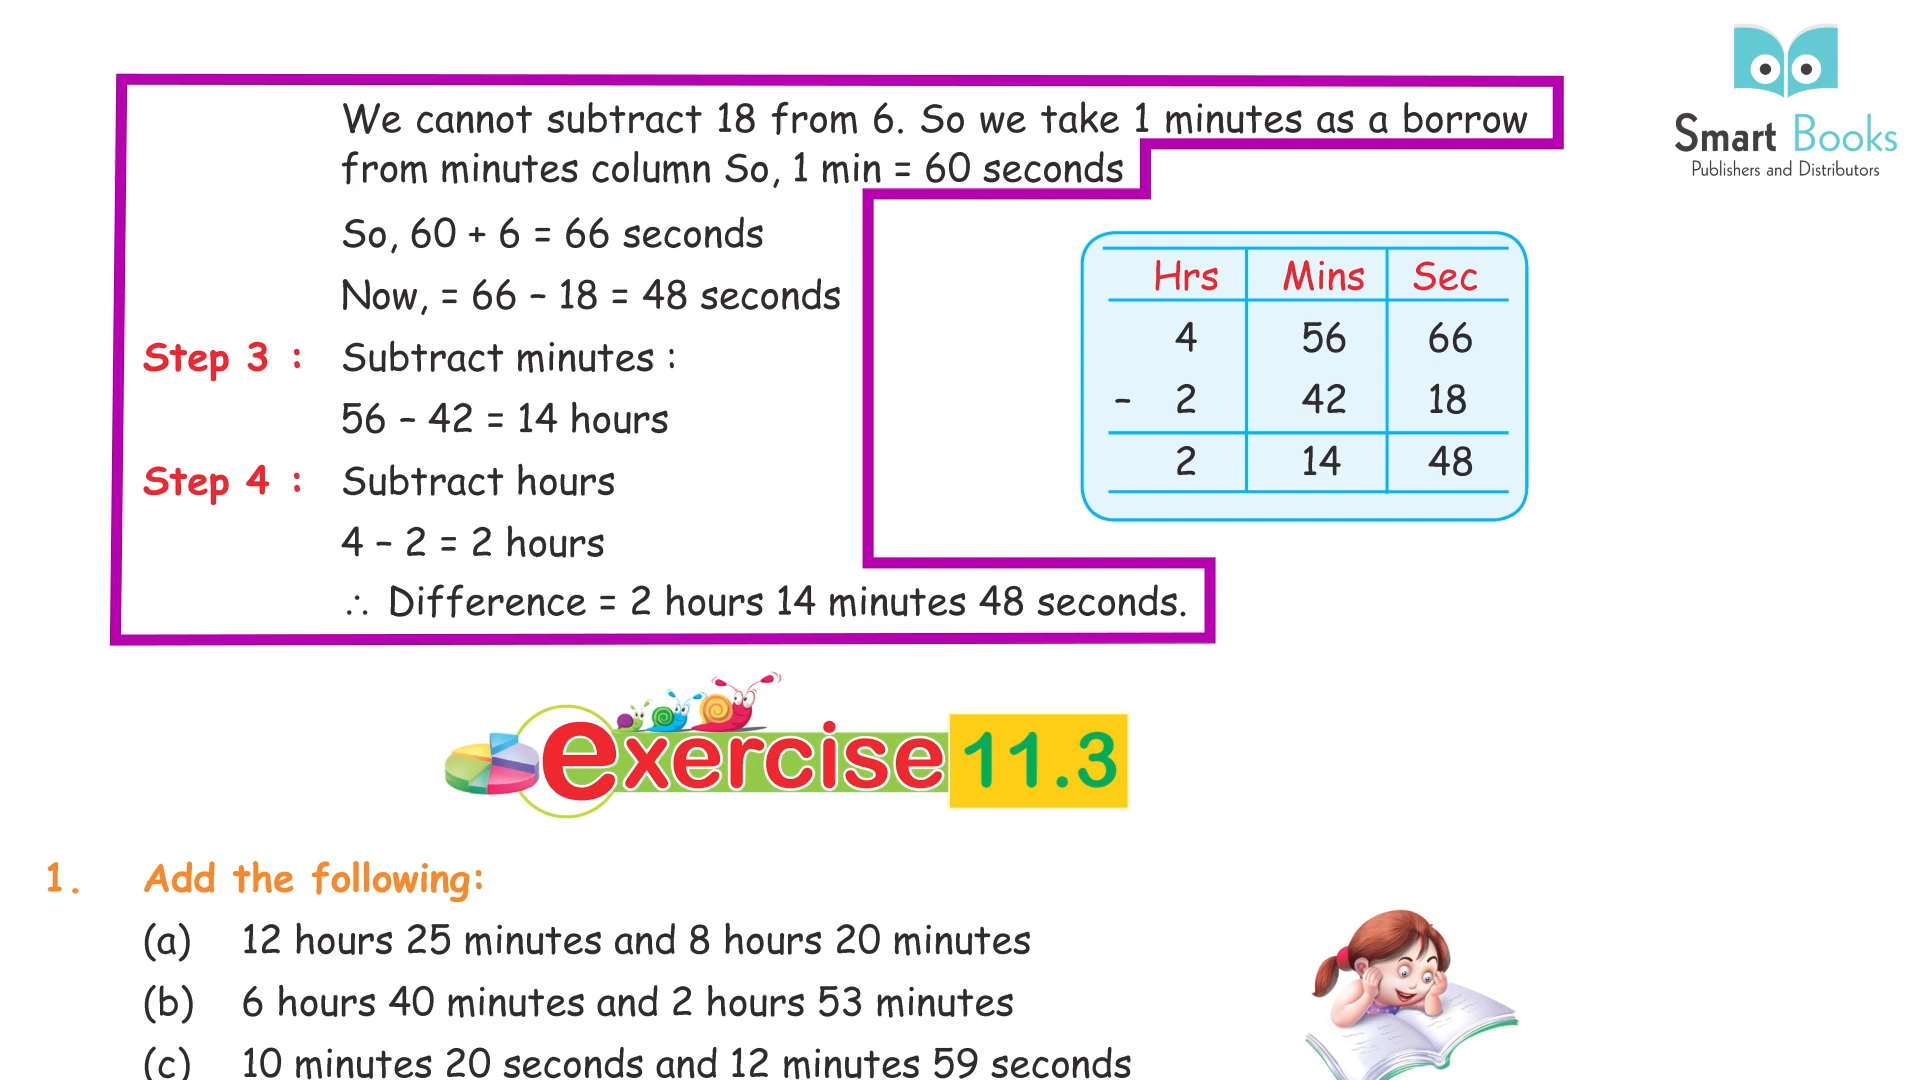 Smart Books
Publishers and Distributors
We cannot subtract 18 from 6. So we take 1 minutes as a borrow
from minutes column So, 1 min = 60 seconds
So, 60 + 6 = 66 seconds
Now, = 66 – 18 = 48 seconds
Step 3 : Subtract minutes :
56 – 42 = 14 hours
Step 4 : Subtract hours
4 – 2 = 2 hours
∴ Difference = 2 hours 14 minutes 48 seconds.
Hrs Mins Sec
4 56 66
– 2 42 18
2 14 48
exercise 11.3
1. Add the following:
(a) 12 hours 25 minutes and 8 hours 20 minutes
(b) 6 hours 40 minutes and 2 hours 53 minutes
(c) 10 minutes 20 seconds and 12 minutes 59 seconds